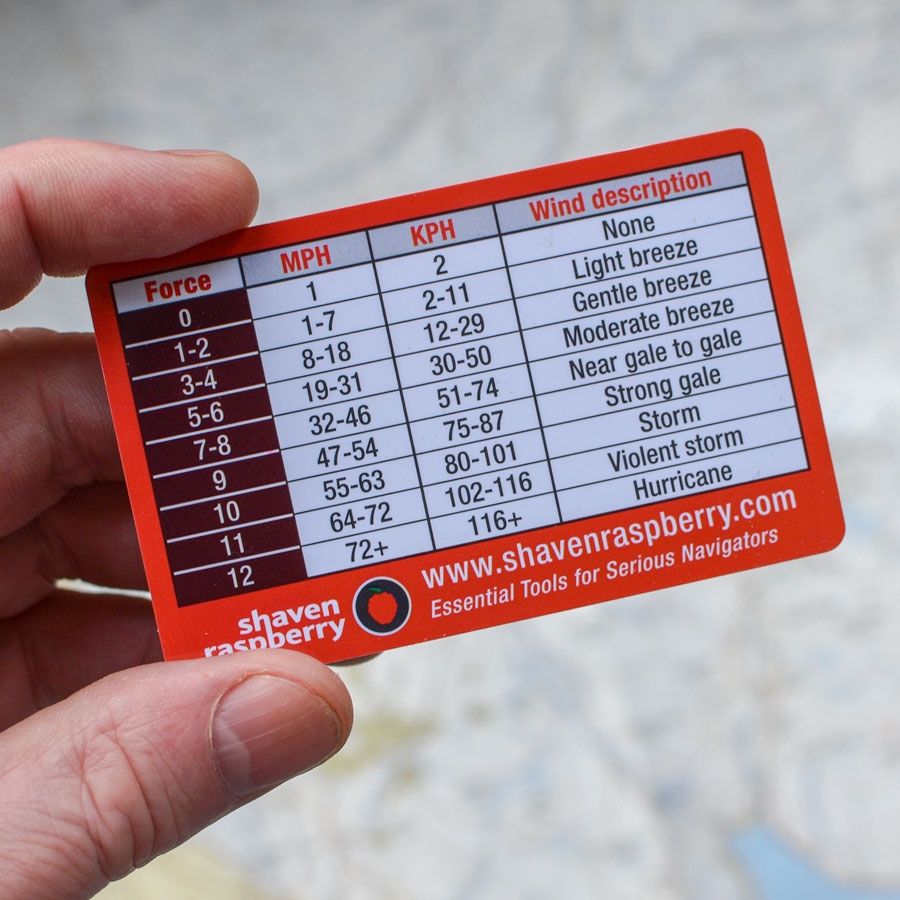 Force MPH KPH Wind description
0 1 2 None
1-2 1-7 2-11 Light breeze
3-4 8-18 12-29 Gentle breeze
5-6 19-31 30-50 Moderate breeze
7-8 32-46 51-74 Near gale to gale
9 47-54 75-87 Strong gale
10 55-63 80-101 Storm
11 64-72 102-116 Violent storm
12 72+ 116+ Hurricane
shaven
raspberry
www.shavenraspberry.com
Essential Tools for Serious Navigators